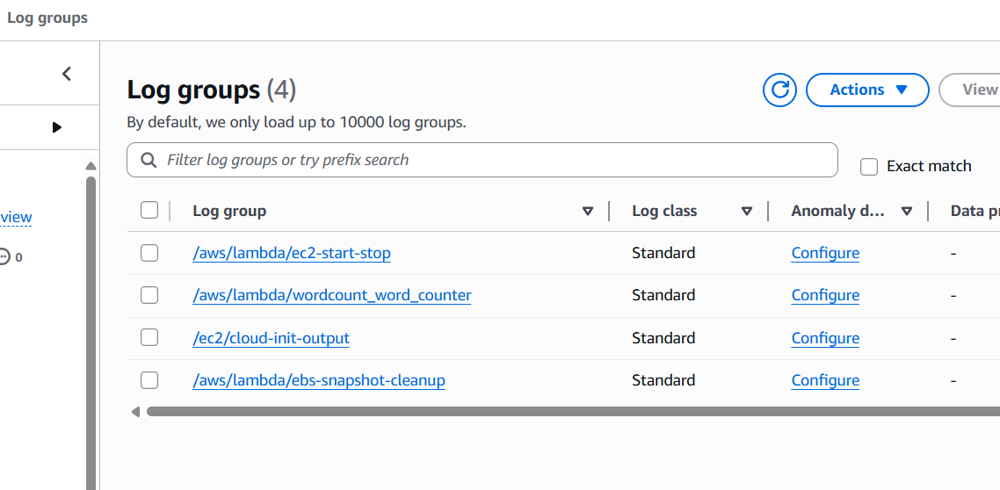 Log groups
view
0
Log groups (4)
Actions
View
By default, we only load up to 10000 log groups.
Filter log groups or try prefix search
Exact match
Log group Log class Anomaly d... Data pr
/aws/lambda/ec2-start-stop Standard Configure -
/aws/lambda/wordcount_word_counter Standard Configure -
/ec2/cloud-init-output Standard Configure -
/aws/lambda/ebs-snapshot-cleanup Standard Configure -